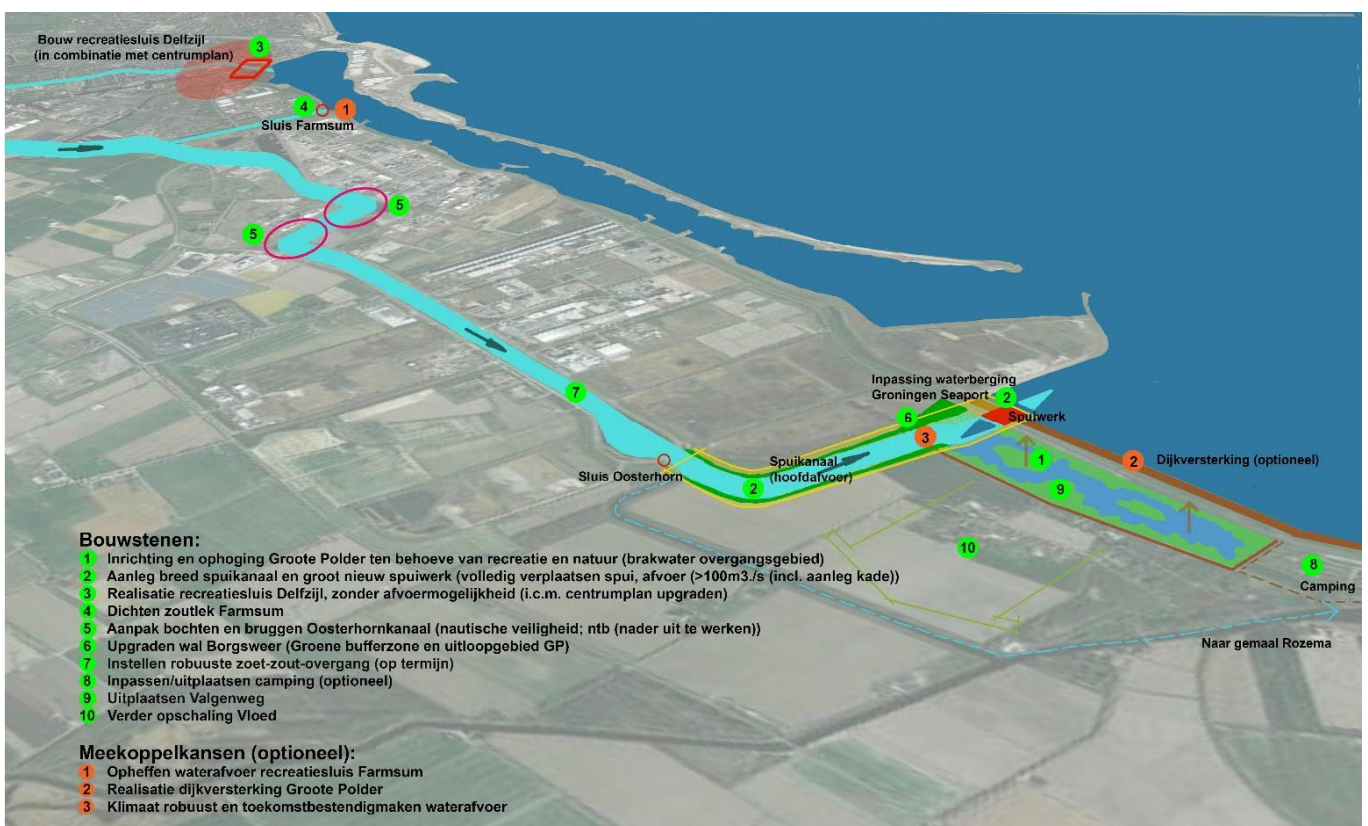 Bouw recreatiesluis Delfzijl
(in combinatie met centrumplan)
3
4
1
Sluis Farmsum
5
5
7
Inpassing waterberging
Groningen Seaport
2
6
Spuiwerk
3
Sluis Oosterhorn
Spuikanaal
(hoofdafvoer)
2
1
2
Dijkversterking (optioneel)
9
10
8
Camping
Naar gemaal Rozema
Bouwstenen:
1 Inrichting en ophoging Groote Polder ten behoeve van recreatie en natuur (brakwater overgangsgebied)
2 Aanleg breed spuikanaal en groot nieuw spuiwerk (volledig verplaatsen spui, afvoer (>100m3./s (incl. aanleg kade))
3 Realisatie recreatiesluis Delfzijl, zonder afvoermogelijkheid (i.c.m. centrumplan upgraden)
4 Dichten zoutlek Farmsum
5 Aanpak bochten en bruggen Oosterhornkanaal (nautische veiligheid; ntb (nader uit te werken))
6 Upgraden wal Borgsweer (Groene bufferzone en uitloopgebied GP)
7 Instellen robuuste zoet-zout-overgang (op termijn)
8 Inpassen/uitplaatsen camping (optioneel)
9 Uitplaatsen Valgenweg
10 Verder opschaling Vloed
Meekoppelkansen (optioneel):
1 Opheffen waterafvoer recreatiesluis Farmsum
2 Realisatie dijkversterking Groote Polder
3 Klimaat robuust en toekomstbestendigmaken waterafvoer